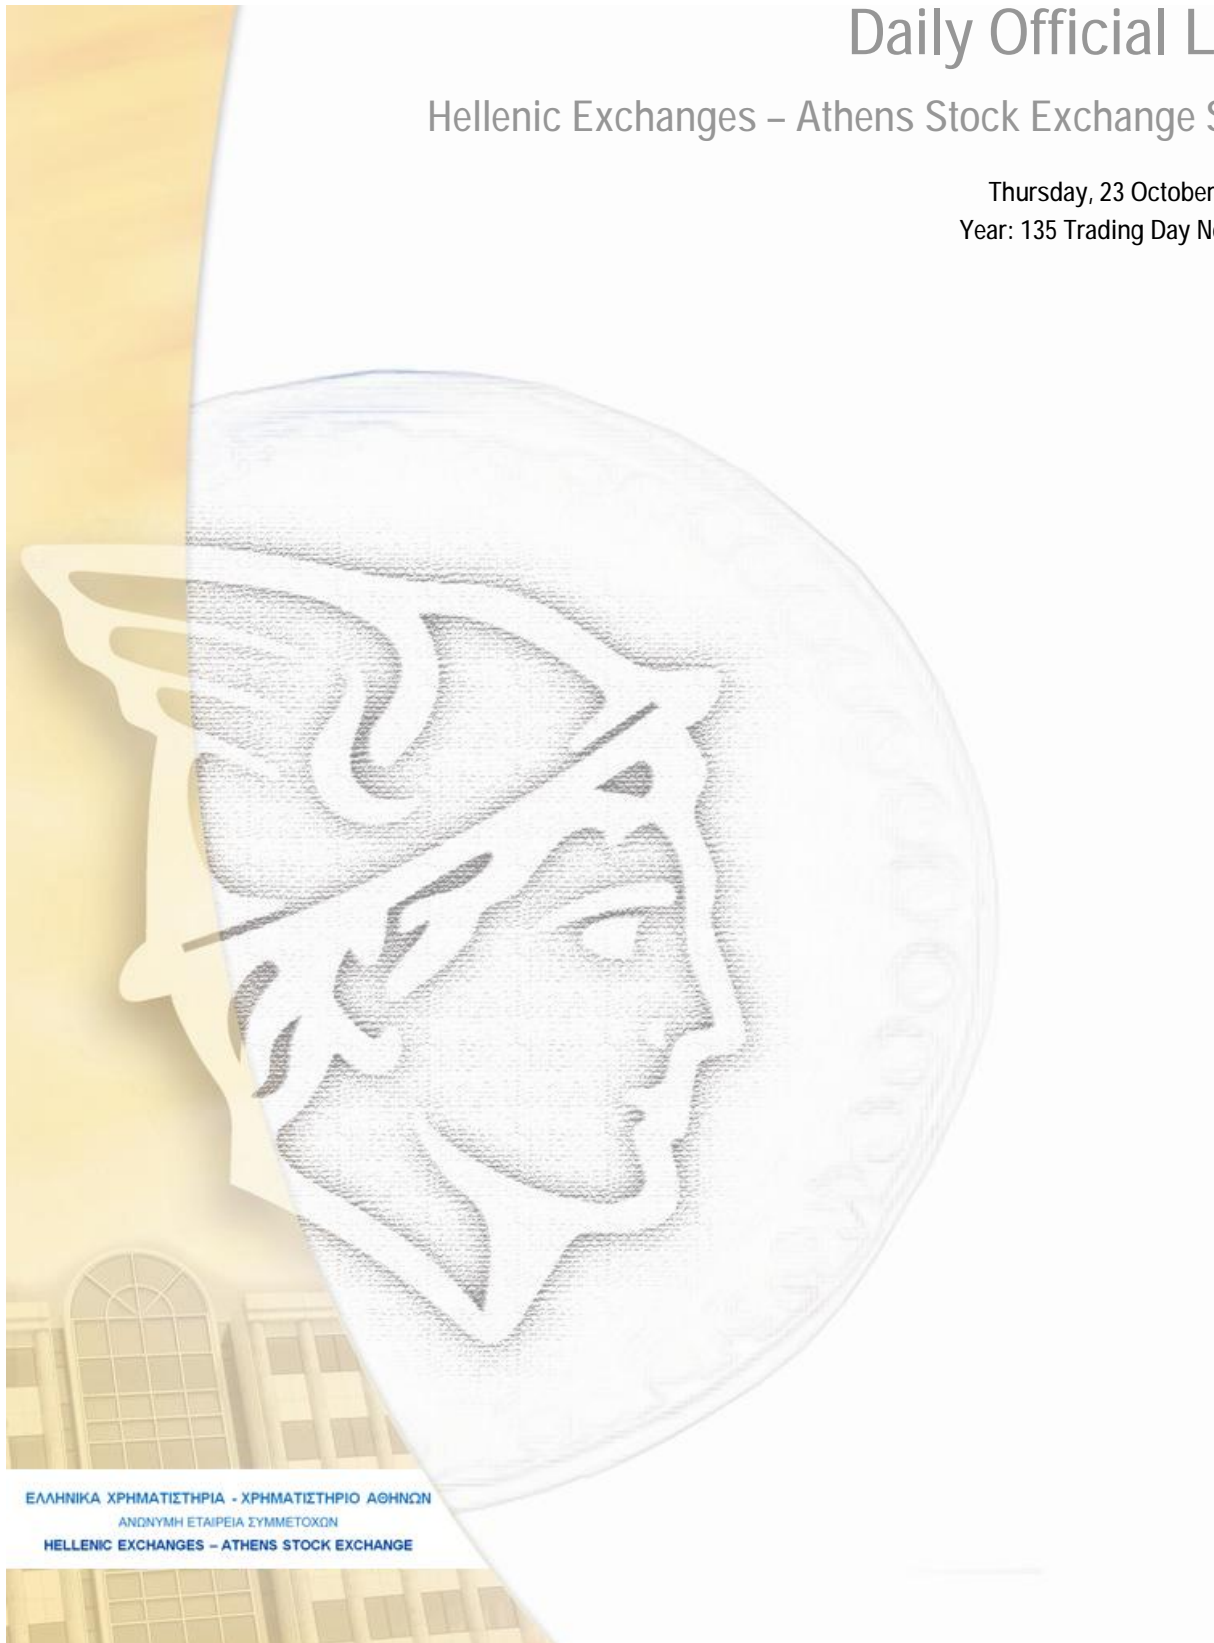 Daily Official L
Hellenic Exchanges – Athens Stock Exchange S
Thursday, 23 October
Year: 135 Trading Day N
ΕΛΛΗΝΙΚΑ ΧΡΗΜΑΤΙΣΤΗΡΙΑ - ΧΡΗΜΑΤΙΣΤΗΡΙΟ ΑΘΗΝΩΝ
ΑΝΩΝΥΜΗ ΕΤΑΙΡΕΙΑ ΣΥΜΜΕΤΟΧΩΝ
HELLENIC EXCHANGES – ATHENS STOCK EXCHANGE